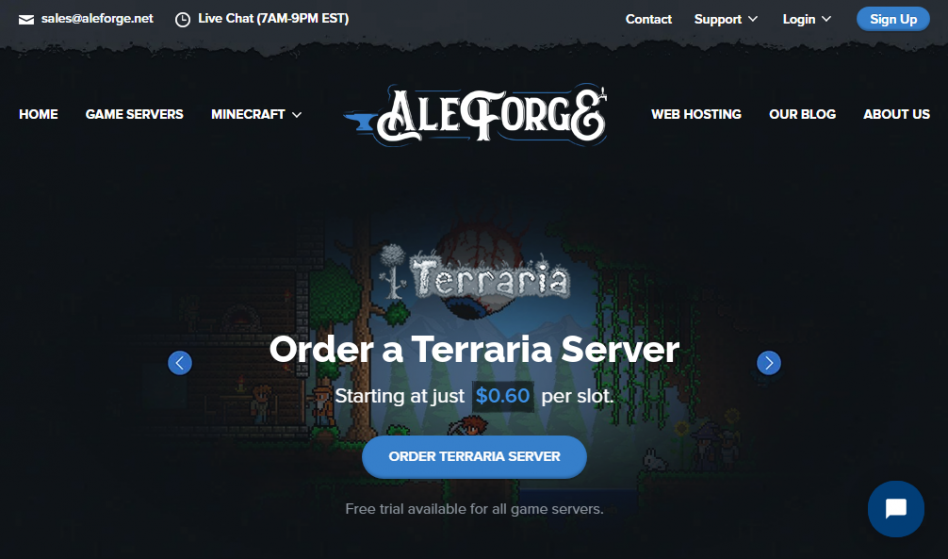 sales@aleforge.net
Live Chat (7AM-9PM EST)
Contact
Support
Login
Sign Up
HOME
GAME SERVERS
MINECRAFT
ALEFORGE
WEB HOSTING
OUR BLOG
ABOUT US
Terraria
Order a Terraria Server
Starting at just $0.60 per slot.
ORDER TERRARIA SERVER
Free trial available for all game servers.